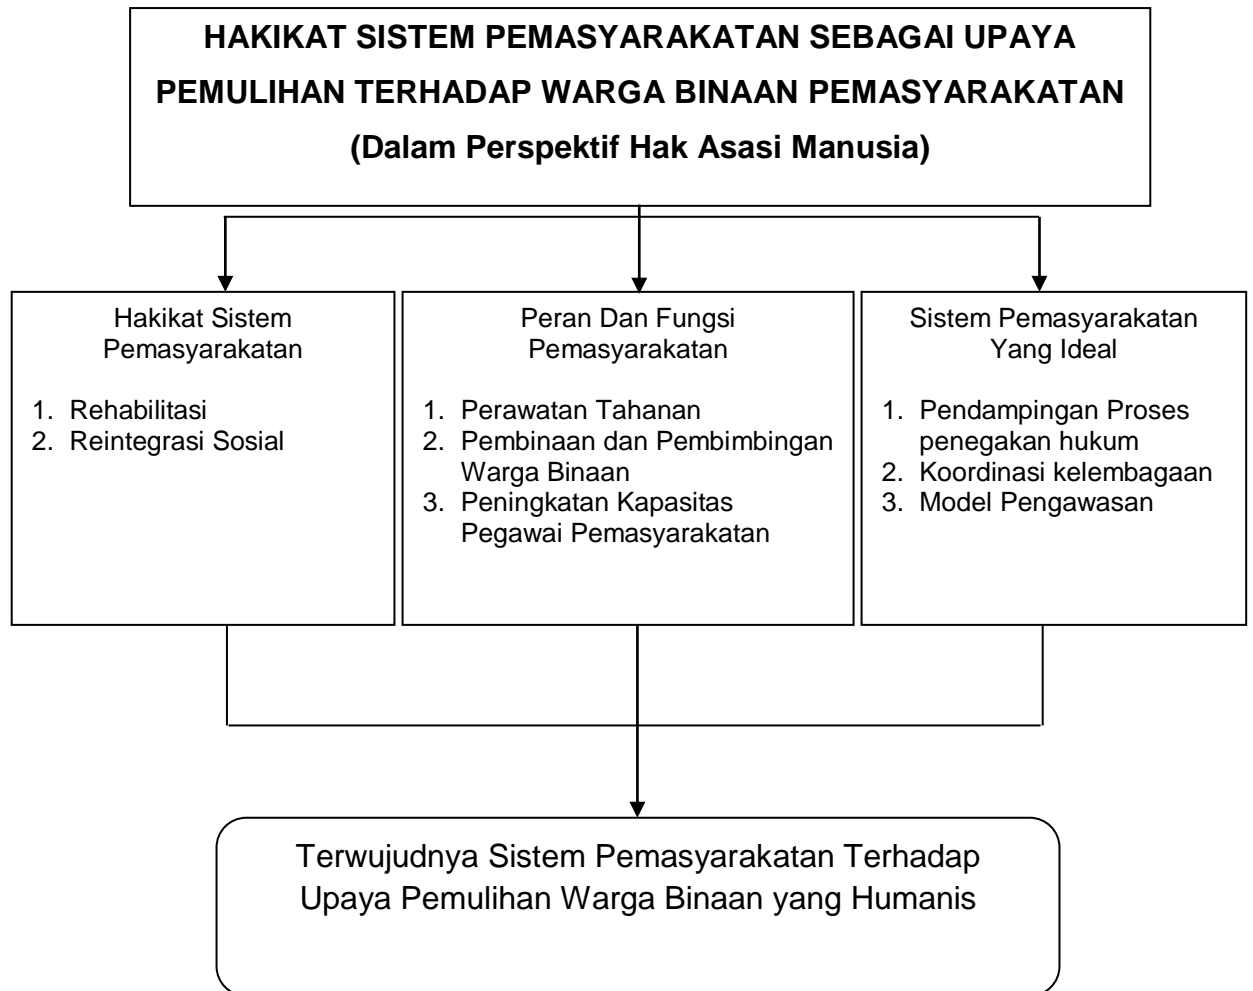 HAKIKAT SISTEM PEMASYARAKATAN SEBAGAI UPAYA
PEMULIHAN TERHADAP WARGA BINAAN PEMASYARAKATAN
(Dalam Perspektif Hak Asasi Manusia)
Hakikat Sistem
Pemasyarakatan
1. Rehabilitasi
2. Reintegrasi Sosial
Peran Dan Fungsi
Pemasyarakatan
1. Perawatan Tahanan
2. Pembinaan dan Pembimbingan
Warga Binaan
3. Peningkatan Kapasitas
Pegawai Pemasyarakatan
Sistem Pemasyarakatan
Yang Ideal
1. Pendampingan Proses
penegakan hukum
2. Koordinasi kelembagaan
3. Model Pengawasan
Terwujudnya Sistem Pemasyarakatan Terhadap
Upaya Pemulihan Warga Binaan yang Humanis